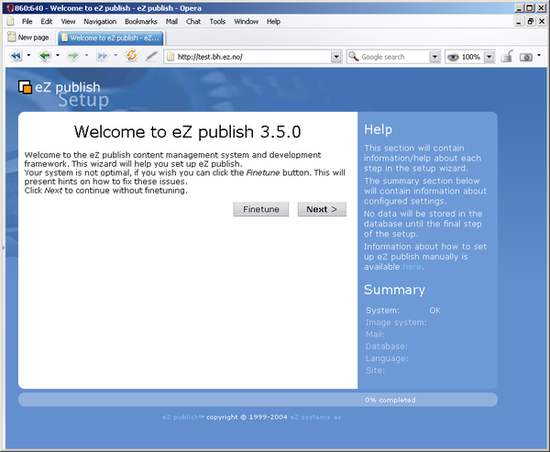 860:640 - Welcome to eZ publish - eZ publish - Opera
File Edit View Navigation Bookmarks Mail Chat Tools Window Help
New page
Welcome to eZ publish - eZ...
http://test.bh.ez.no/
Google search
100%
eZ publish
Setup
Welcome to eZ publish 3.5.0
Welcome to the eZ publish content management system and development
framework. This wizard will help you set up eZ publish.
Your system is not optimal, if you wish you can click the Finetune button. This will
present hints on how to fix these issues.
Click Next to continue without finetuning.
Finetune
Next >
Help
This section will contain
information/help about each
step in the setup wizard.
The summary section below
will contain information about
configured settings.
No data will be stored in the
database until the final step
of the setup.
Information about how to set
up eZ publish manually is
available here.
Summary
System: OK
Image system:
Mail:
Database:
Language:
Site:
0% completed
eZ publish™ copyright © 1999-2004 eZ systems as